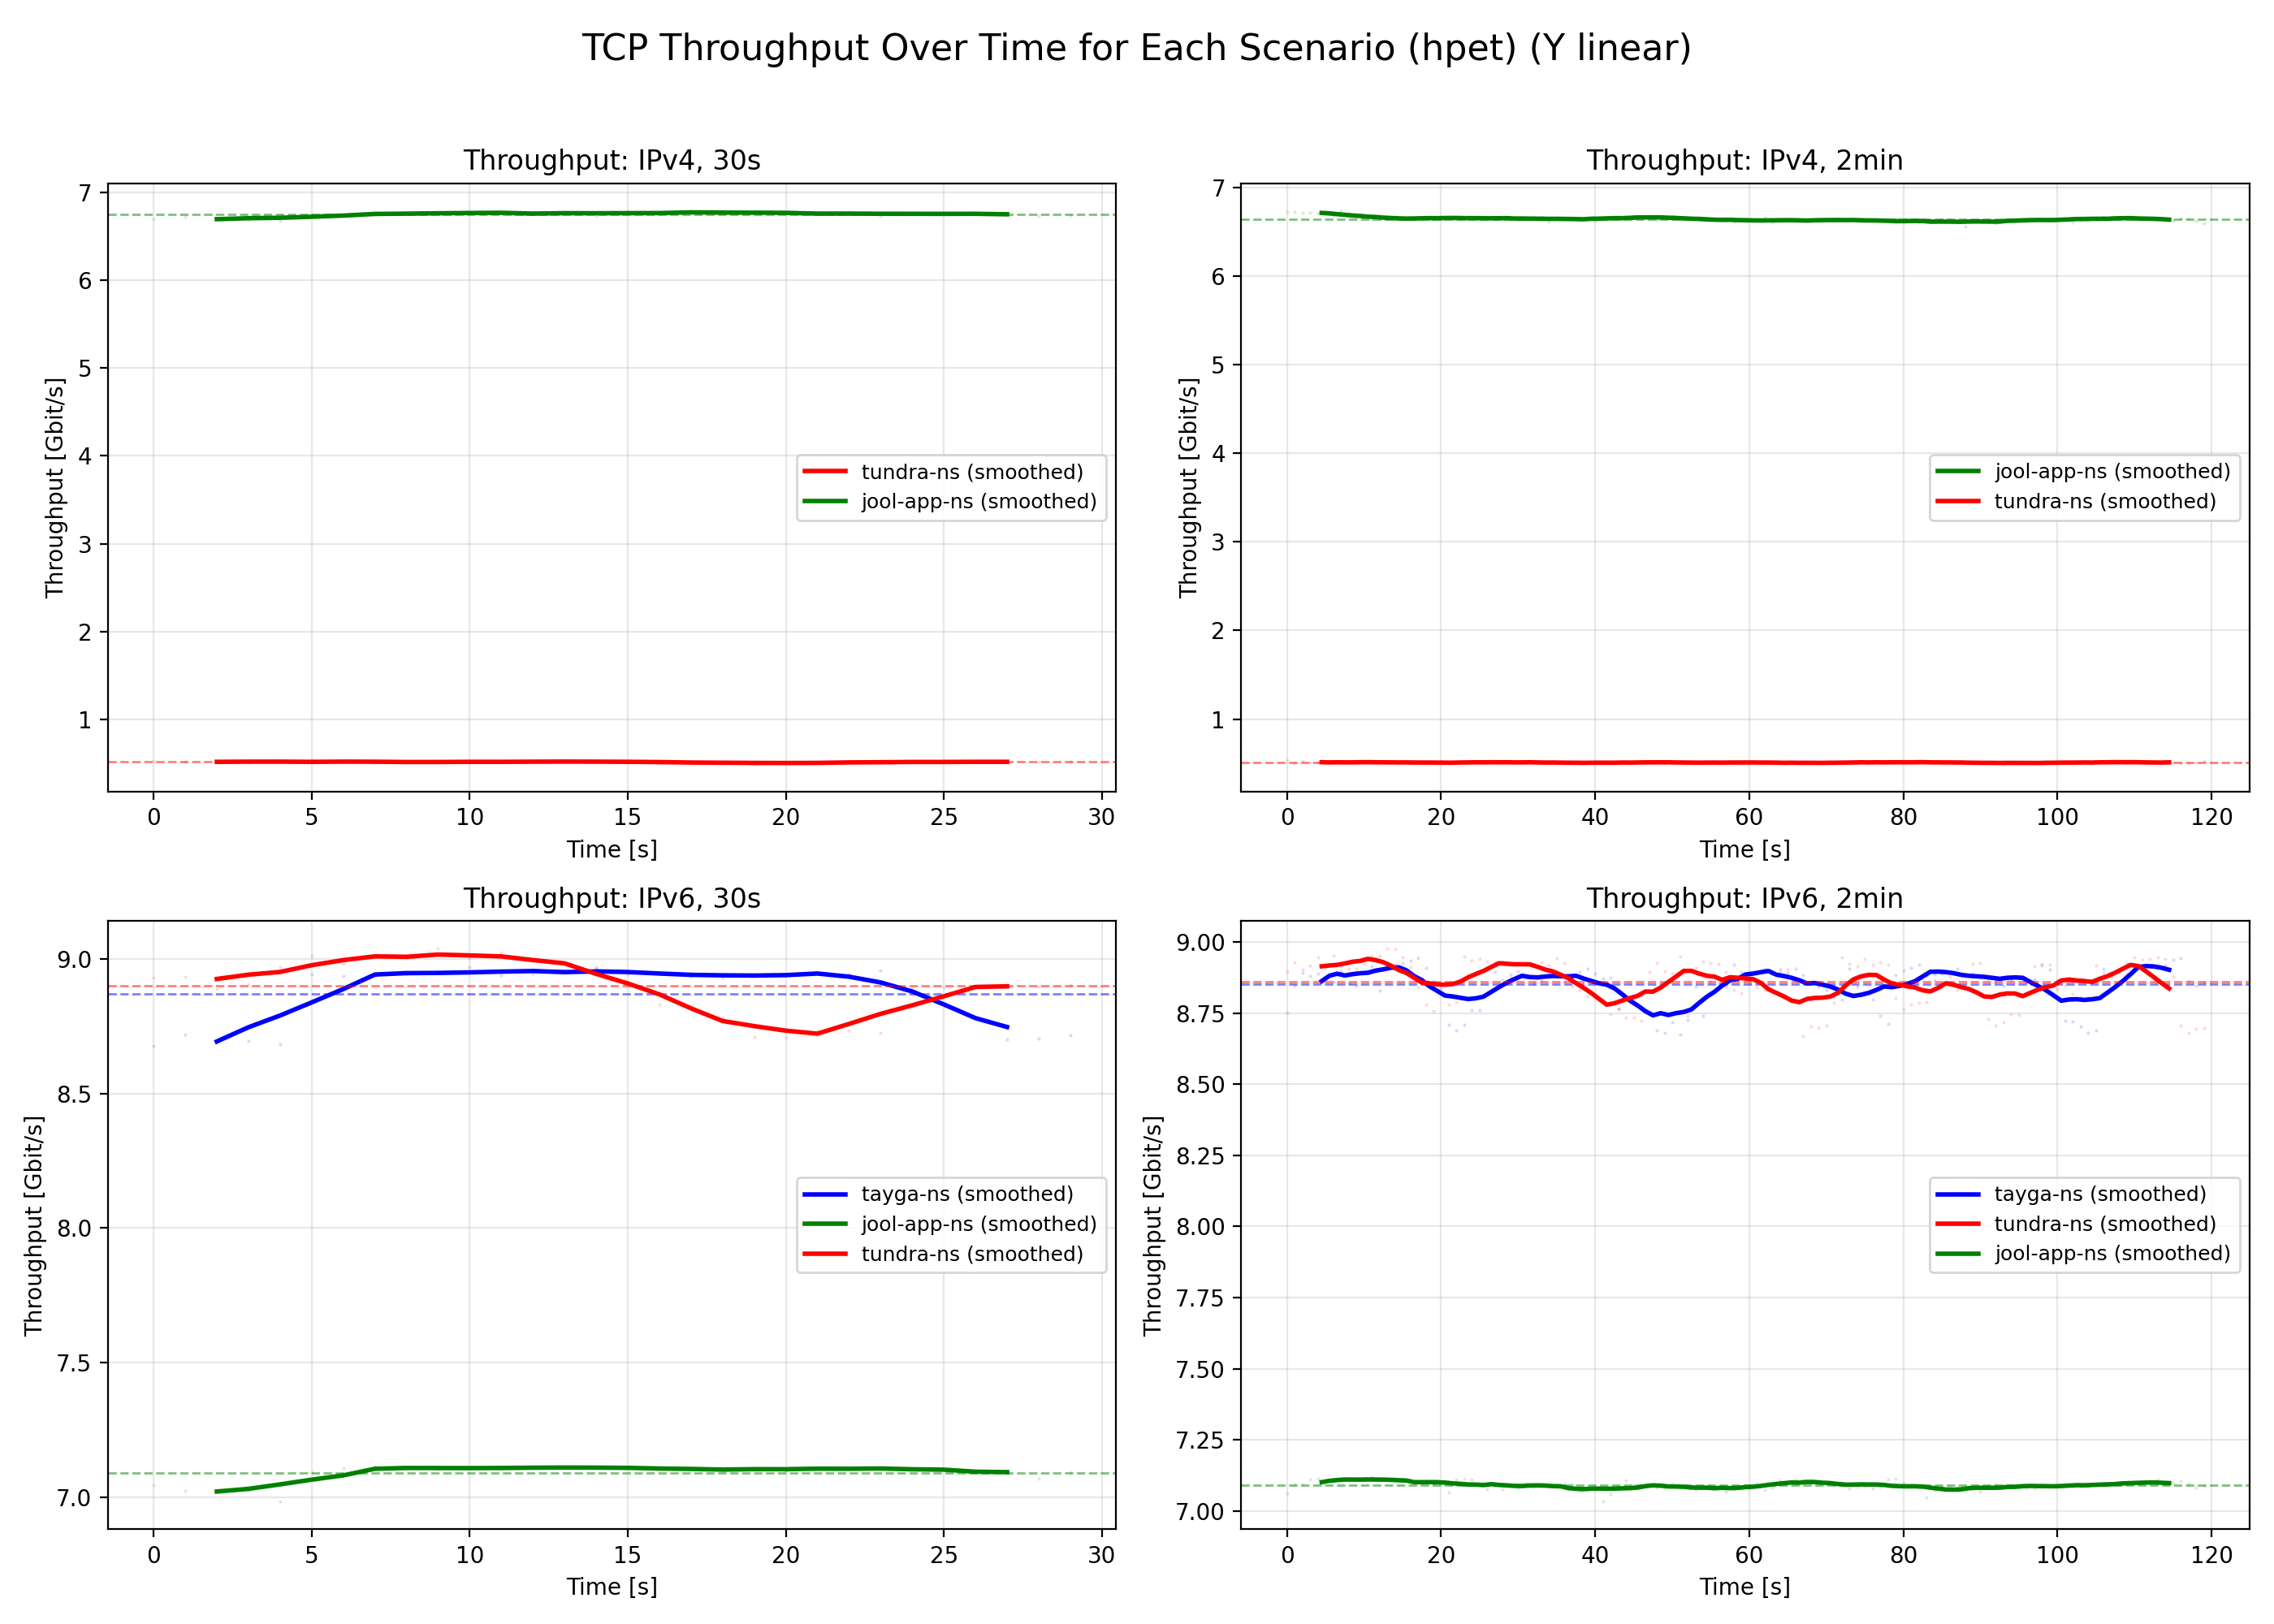 TCP Throughput Over Time for Each Scenario (hpet) (Y linear)
Throughput: IPv4, 30s
Throughput [Gbit/s]
7
6
5
4
3
2
1
tundra-ns (smoothed)
jool-app-ns (smoothed)
0 5 10 15 20 25 30
Time [s]
Throughput: IPv4, 2min
Throughput [Gbit/s]
7
6
5
4
3
2
1
jool-app-ns (smoothed)
tundra-ns (smoothed)
0 20 40 60 80 100 120
Time [s]
Throughput: IPv6, 30s
Throughput [Gbit/s]
9.0
8.5
8.0
7.5
7.0
tayga-ns (smoothed)
jool-app-ns (smoothed)
tundra-ns (smoothed)
0 5 10 15 20 25 30
Time [s]
Throughput: IPv6, 2min
Throughput [Gbit/s]
9.00
8.75
8.50
8.25
8.00
7.75
7.50
7.25
7.00
tayga-ns (smoothed)
tundra-ns (smoothed)
jool-app-ns (smoothed)
0 20 40 60 80 100 120
Time [s]